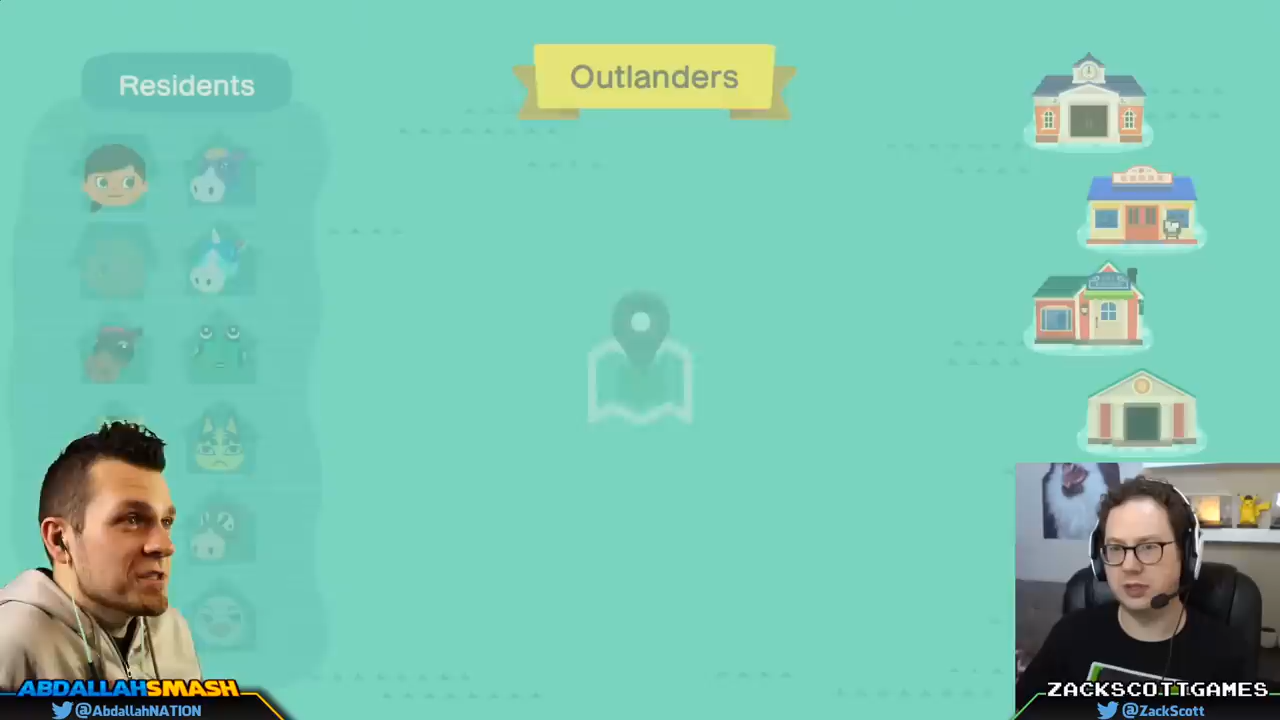 Residents
Outlanders
ABDALLAHSMASH
@AbdallahNATION
ZACKSCOTTGAMES
@ZackScott